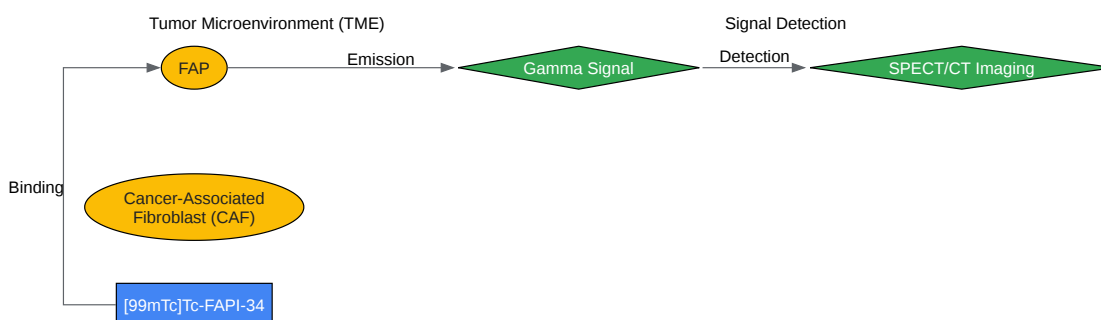 Tumor Microenvironment (TME)
Signal Detection
FAP
Emission
Gamma Signal
Detection
SPECT/CT Imaging
Binding
Cancer-Associated
Fibroblast (CAF)
[99mTc]Tc-FAPI-34